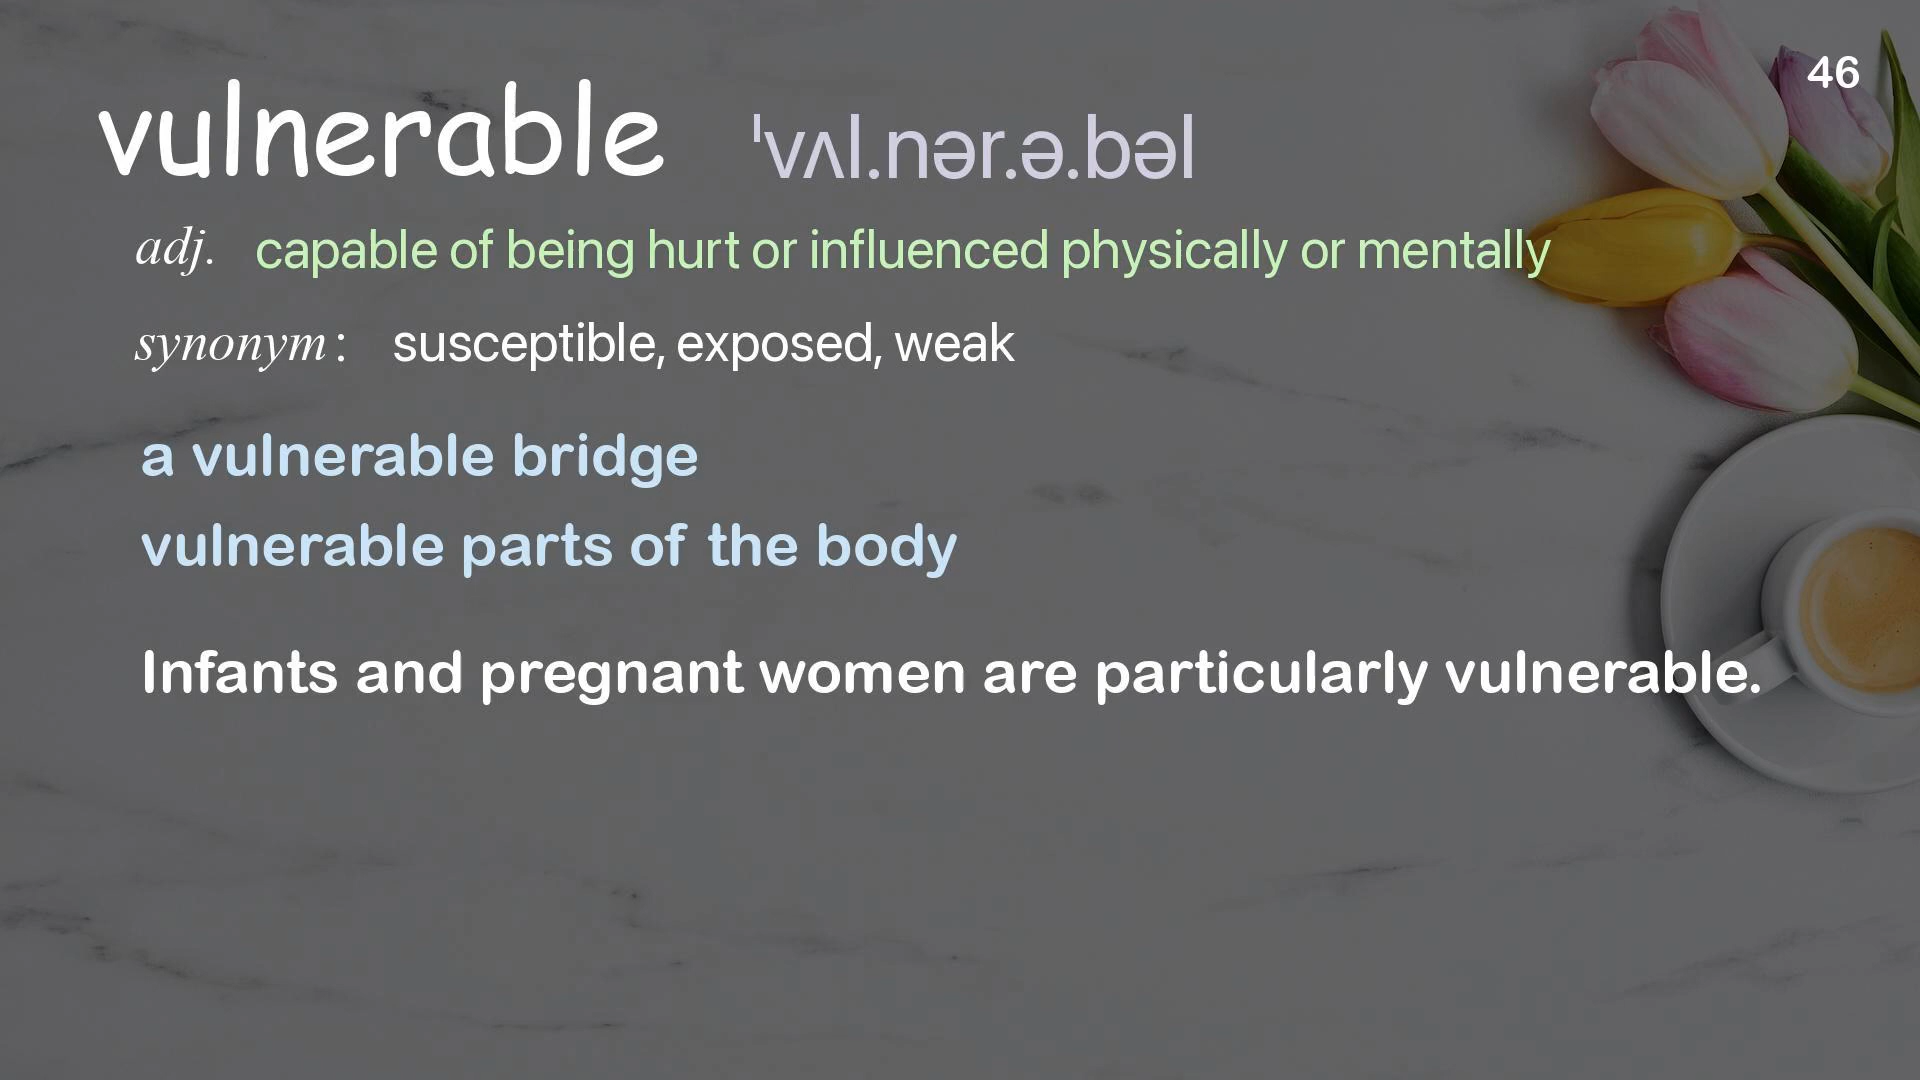 46
vulnerable ˈvʌl.nər.ə.bəl
adj. capable of being hurt or influenced physically or mentally
synonym : susceptible, exposed, weak
a vulnerable bridge
vulnerable parts of the body
Infants and pregnant women are particularly vulnerable.